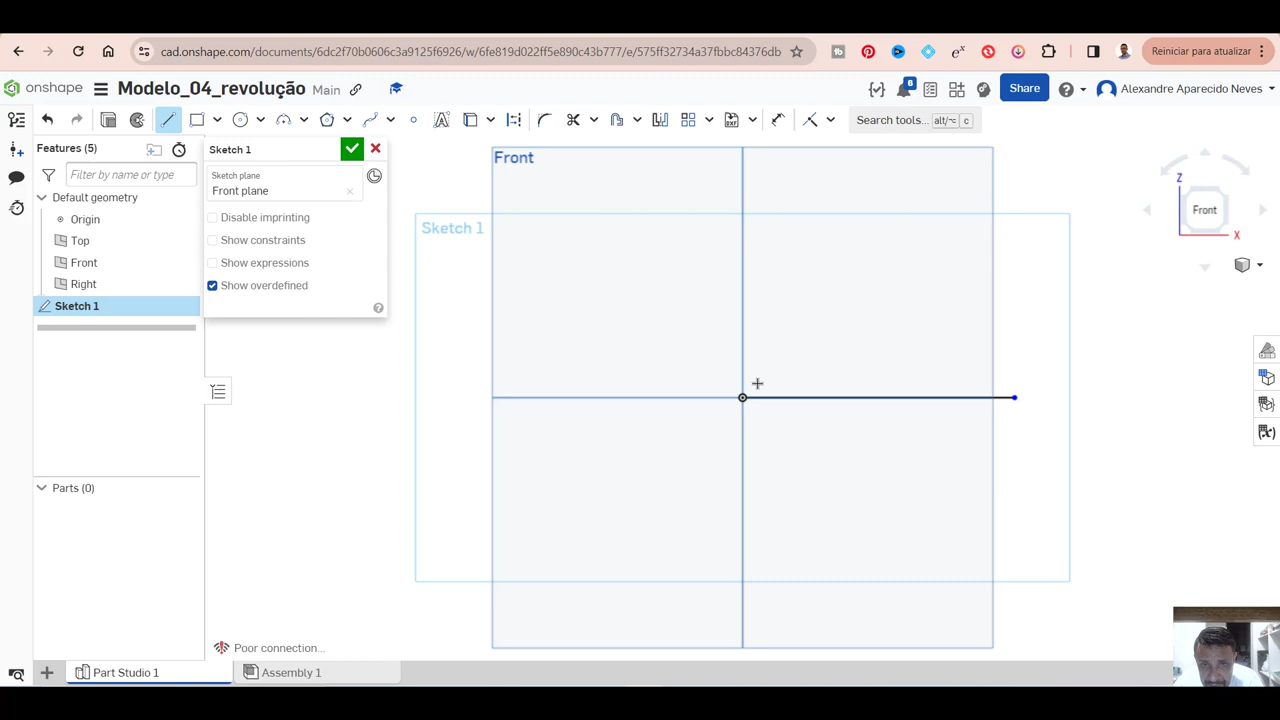 cad.onshape.com/documents/6dc2f70b0606c3a9125f6926/w/6fe819d022ff5e890c43b777/e/575ff32734a37fbbc84376db
Reiniciar para atualizar
onshape
Modelo_04_revolução
Main
6
Share
Alexandre Aparecido Neves
Search tools...
alt/⌥
c
Features (5)
Filter by name or type
Default geometry
Origin
Top
Front
Right
Sketch 1
Parts (0)
Sketch 1
Sketch plane
Front plane
Disable imprinting
Show constraints
Show expressions
Show overdefined
Front
Sketch 1
Z
Front
X
Poor connection...
Part Studio 1
Assembly 1